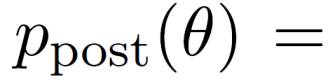 p_post(θ) =